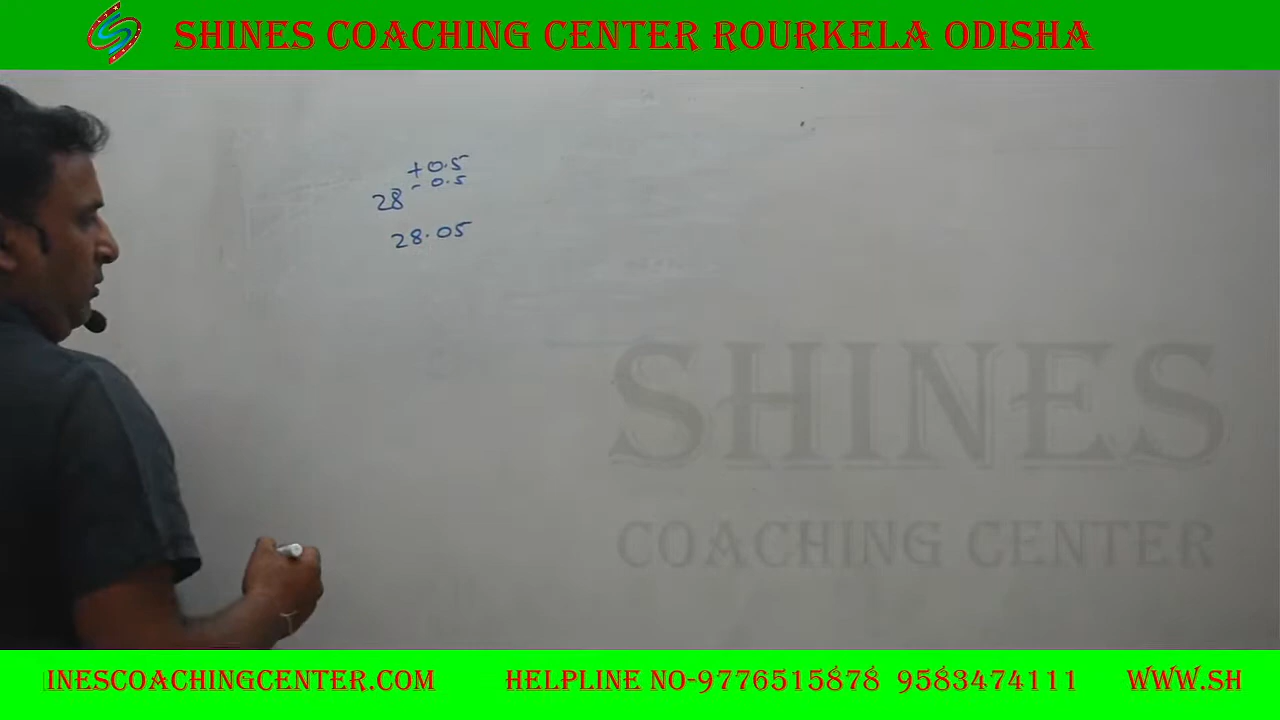 SHINES COACHING CENTER ROURKELA ODISHA
+0.5
28 - 0.5
28.05
SHINES
COACHING CENTER
INESCOACHINGCENTER.COM HELPLINE NO-9776515878 9583474111 WWW.SH